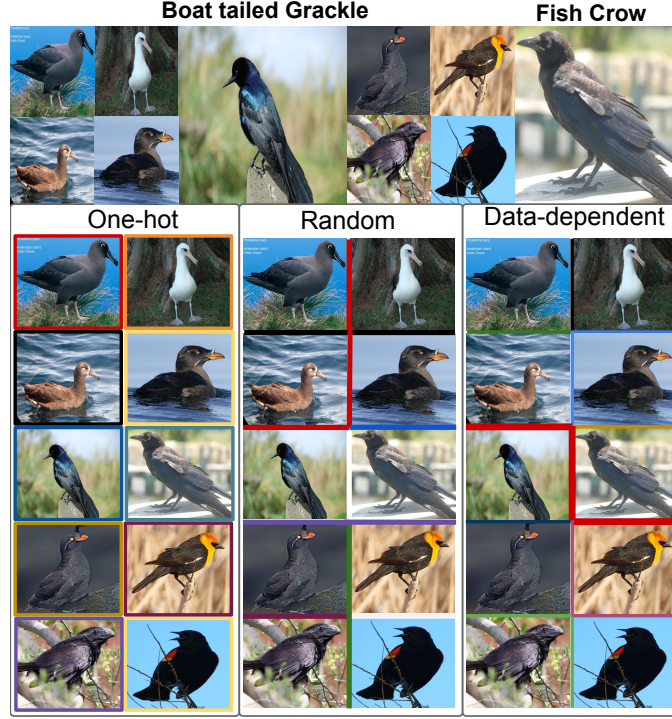 Boat tailed Grackle
Fish Crow
One-hot
Random
Data-dependent